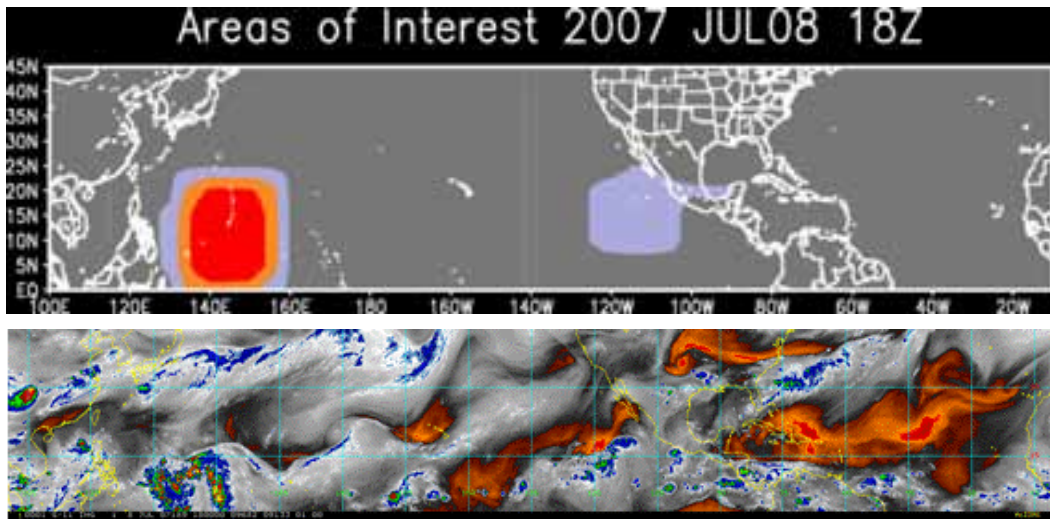 Areas of Interest 2007 JUL08 18Z
45N
40N
35N
30N
25N
20N
15N
10N
5N
EQ
100E 120E 140E 160E 180 160W 140W 120W 100W 80W 60W 40W 20W